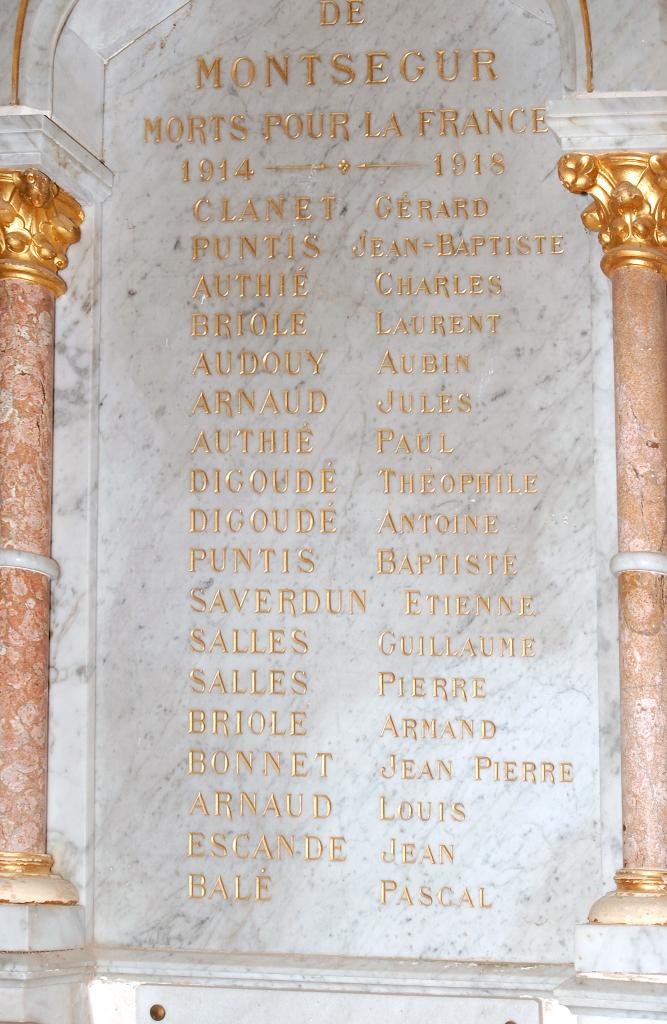 DE
MONTSEGUR
MORTS POUR LA FRANCE
1914 1918
CLANET GÉRARD
PUNTIS JEAN-BAPTISTE
AUTHIÉ CHARLES
BRIOLE LAURENT
AUDOUY AUBIN
ARNAUD JULES
AUTHIÉ PAUL
DIGOUDÉ THÉOPHILE
DIGOUDÉ ANTOINE
PUNTIS BAPTISTE
SAVERDUN ETIENNE
SALLES GUILLAUME
SALLES PIERRE
BRIOLE ARMAND
BONNET JEAN PIERRE
ARNAUD LOUIS
ESCANDE JEAN
BALÉ PASCAL